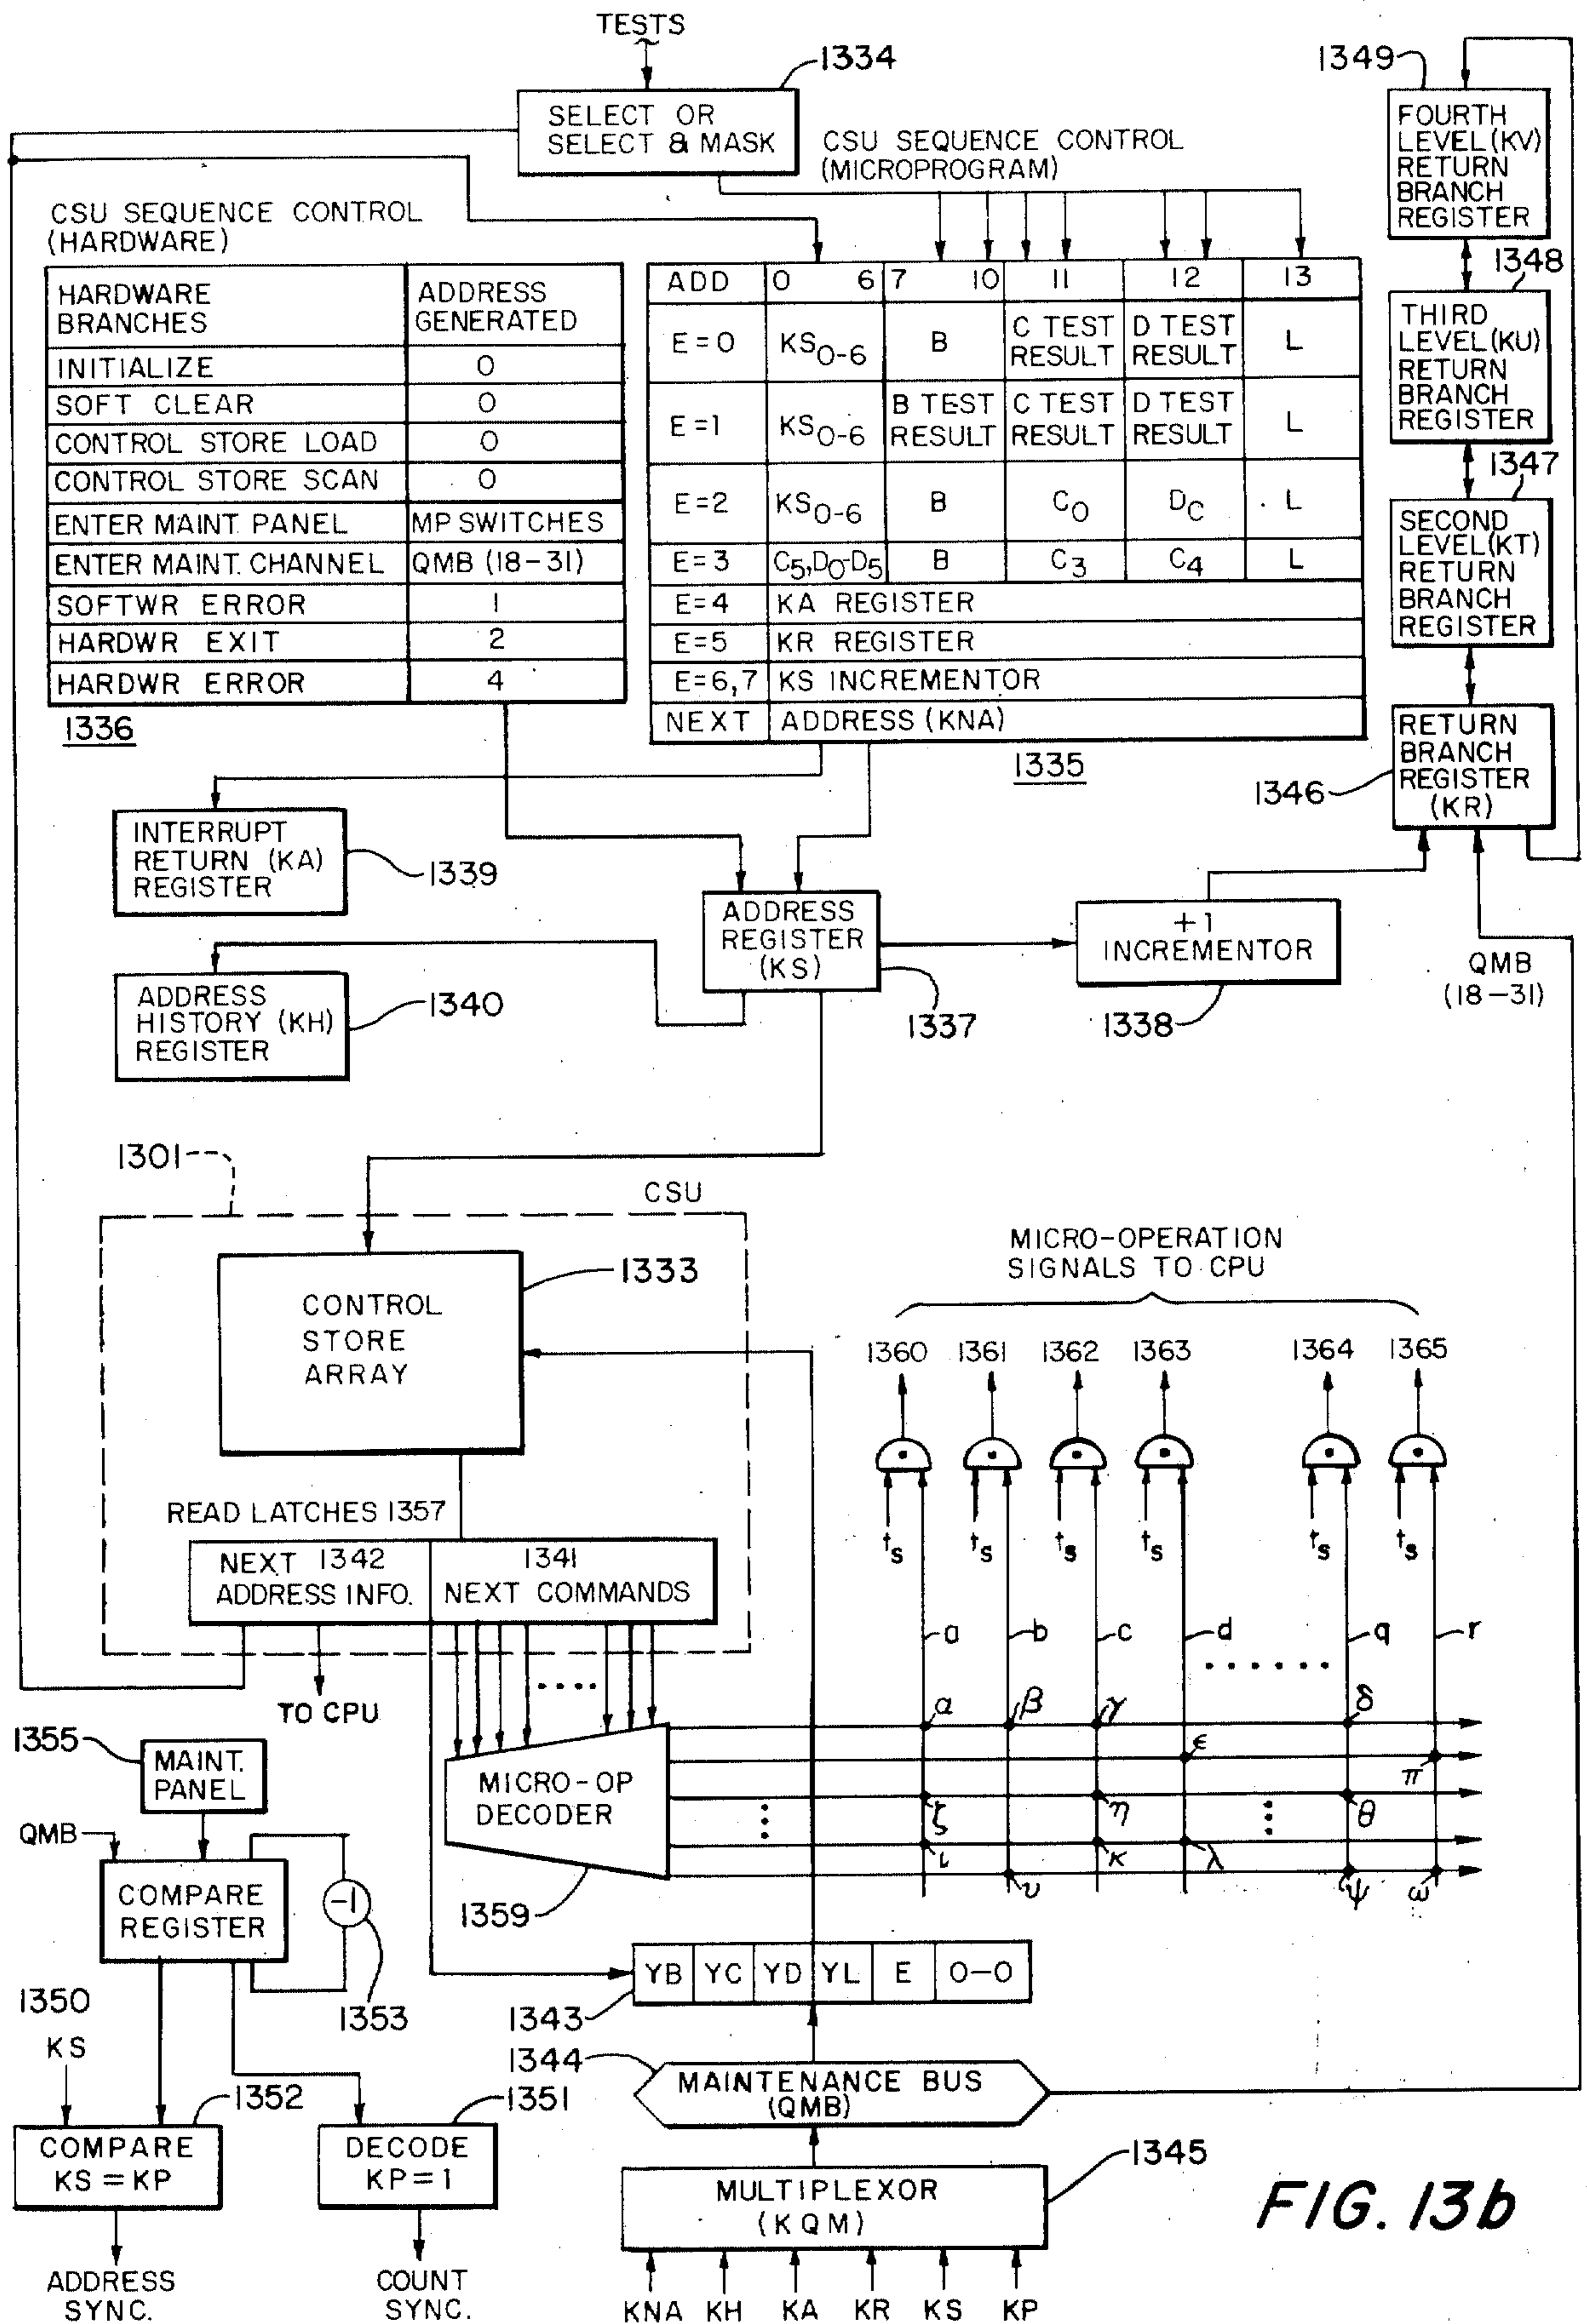 TESTS
1334
SELECT OR
SELECT & MASK
CSU SEQUENCE CONTROL
(MICROPROGRAM)
1349
FOURTH
LEVEL (KV)
RETURN
BRANCH
REGISTER
1348
THIRD
LEVEL (KU)
RETURN
BRANCH
REGISTER
1347
SECOND
LEVEL (KT)
RETURN
BRANCH
REGISTER
RETURN
BRANCH
REGISTER
(KR)
1346
CSU SEQUENCE CONTROL
(HARDWARE)
HARDWARE BRANCHES ADDRESS GENERATED
INITIALIZE 0
SOFT CLEAR 0
CONTROL STORE LOAD 0
CONTROL STORE SCAN 0
ENTER MAINT. PANEL MP SWITCHES
ENTER MAINT. CHANNEL QMB (18-31)
SOFTWR ERROR 1
HARDWR EXIT 2
HARDWR ERROR 4
1336
ADD 0 6 7 10 11 12 13
E=0 KS0-6 B C TEST RESULT D TEST RESULT L
E=1 KS0-6 B TEST RESULT C TEST RESULT D TEST RESULT L
E=2 KS0-6 B C0 DC L
E=3 C5,D0-D5 B C3 C4 L
E=4 KA REGISTER
E=5 KR REGISTER
E=6,7 KS INCREMENTOR
NEXT ADDRESS (KNA)
1335
INTERRUPT
RETURN (KA)
REGISTER
1339
ADDRESS
HISTORY (KH)
REGISTER
1340
ADDRESS
REGISTER
(KS)
1337
+1
INCREMENTOR
1338
QMB
(18-31)
1301
CSU
CONTROL
STORE
ARRAY
1333
READ LATCHES 1357
NEXT 1342
ADDRESS INFO.
1341
NEXT COMMANDS
TO CPU
MICRO-OPERATION
SIGNALS TO CPU
1360 1361 1362 1363 1364 1365
ts ts ts ts ts ts
a b c d q r
α β γ δ
ε π
ζ η θ
ι κ λ
υ ψ ω
MICRO-OP
DECODER
1359
1355
MAINT.
PANEL
QMB
COMPARE
REGISTER
-1
1353
1350
KS
1352
COMPARE
KS=KP
ADDRESS
SYNC.
1351
DECODE
KP=1
COUNT
SYNC.
YB YC YD YL E 0-0
1343
1344
MAINTENANCE BUS
(QMB)
1345
MULTIPLEXOR
(KQM)
KNA KH KA KR KS KP
FIG. 13b